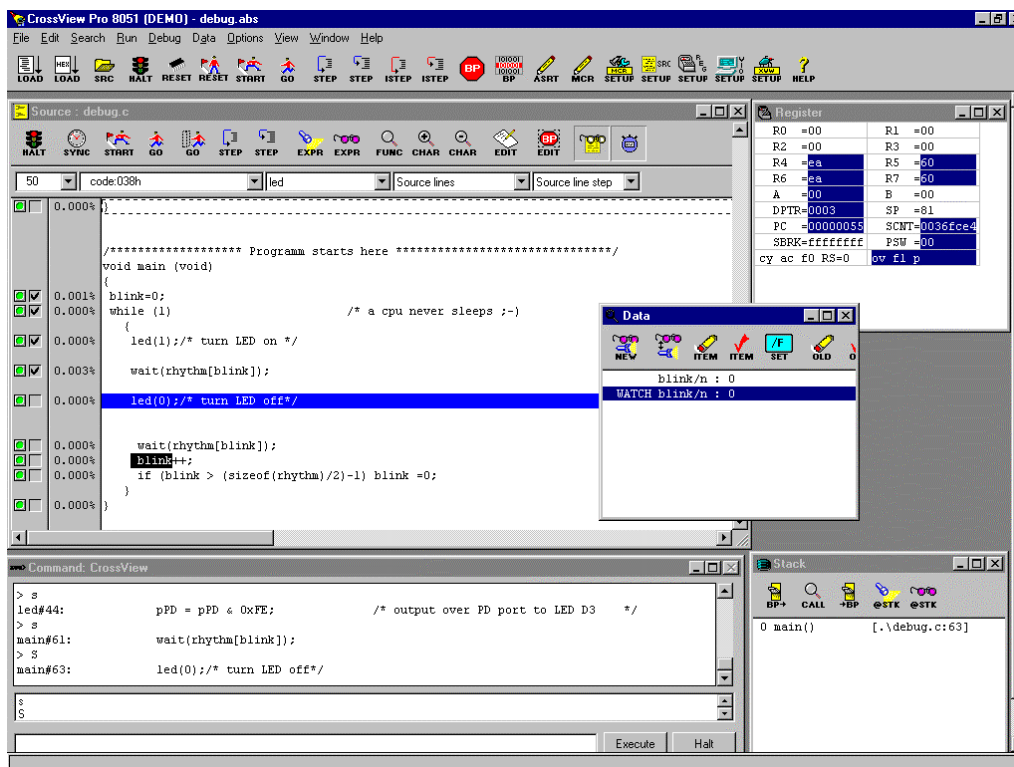 CrossView Pro 8051 (DEMO) - debug.abs
File Edit Search Run Debug Data Options View Window Help
LOAD LOAD SRC HALT RESET RESET START GO STEP STEP ISTEP ISTEP BP BP ASRT MCR SETUP SETUP SETUP SETUP SETUP HELP
Source : debug.c
HALT SYNC START GO GO STEP STEP EXPR EXPR FUNC CHAR CHAR EDIT EDIT
50 code:038h led Source lines Source line step
0.000% }
/******************* Programm starts here *******************************/
void main (void)
{
0.001% blink=0;
0.000% while (1) /* a cpu never sleeps ;-)
{
0.000% led(1);/* turn LED on */
0.003% wait(rhythm[blink]);
0.000% led(0);/* turn LED off*/
0.000% wait(rhythm[blink]);
0.000% blink++;
0.000% if (blink > (sizeof(rhythm)/2)-1) blink =0;
}
0.000% }
Register
R0 =00 R1 =00
R2 =00 R3 =00
R4 =ea R5 =60
R6 =ea R7 =60
A =00 B =00
DPTR=0003 SP =81
PC =00000055 SCNT=0036fce4
SBRK=ffffffff PSW =00
cy ac f0 RS=0 ov f1 p
Data
NEW ITEM ITEM SET OLD
blink/n : 0
WATCH blink/n : 0
Command: CrossView
> s
led#44: pPD = pPD & 0xFE; /* output over PD port to LED D3 */
> s
main#61: wait(rhythm[blink]);
> S
main#63: led(0);/* turn LED off*/
s
S
Execute Halt
Stack
BP→ CALL →BP @STK @STK
0 main() [.\debug.c:63]